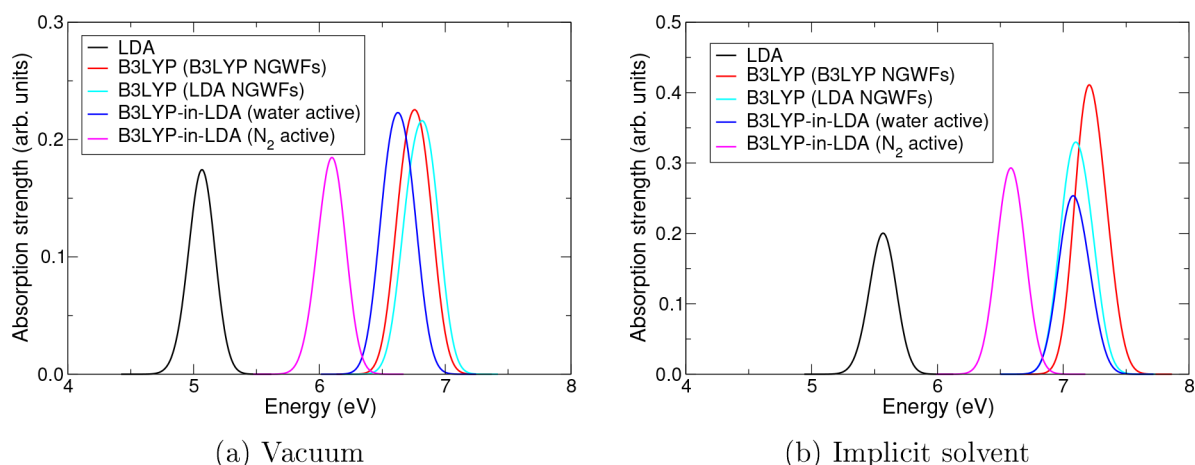 0.3
0.2
0.1
0.0
Absorption strength (arb. units)
LDA
B3LYP (B3LYP NGWFs)
B3LYP (LDA NGWFs)
B3LYP-in-LDA (water active)
B3LYP-in-LDA (N2 active)
4 5 6 7 8
Energy (eV)
(a) Vacuum
0.5
0.4
0.3
0.2
0.1
0.0
Absorption strength (arb. units)
LDA
B3LYP (B3LYP NGWFs)
B3LYP (LDA NGWFs)
B3LYP-in-LDA (water active)
B3LYP-in-LDA (N2 active)
4 5 6 7 8
Energy (eV)
(b) Implicit solvent